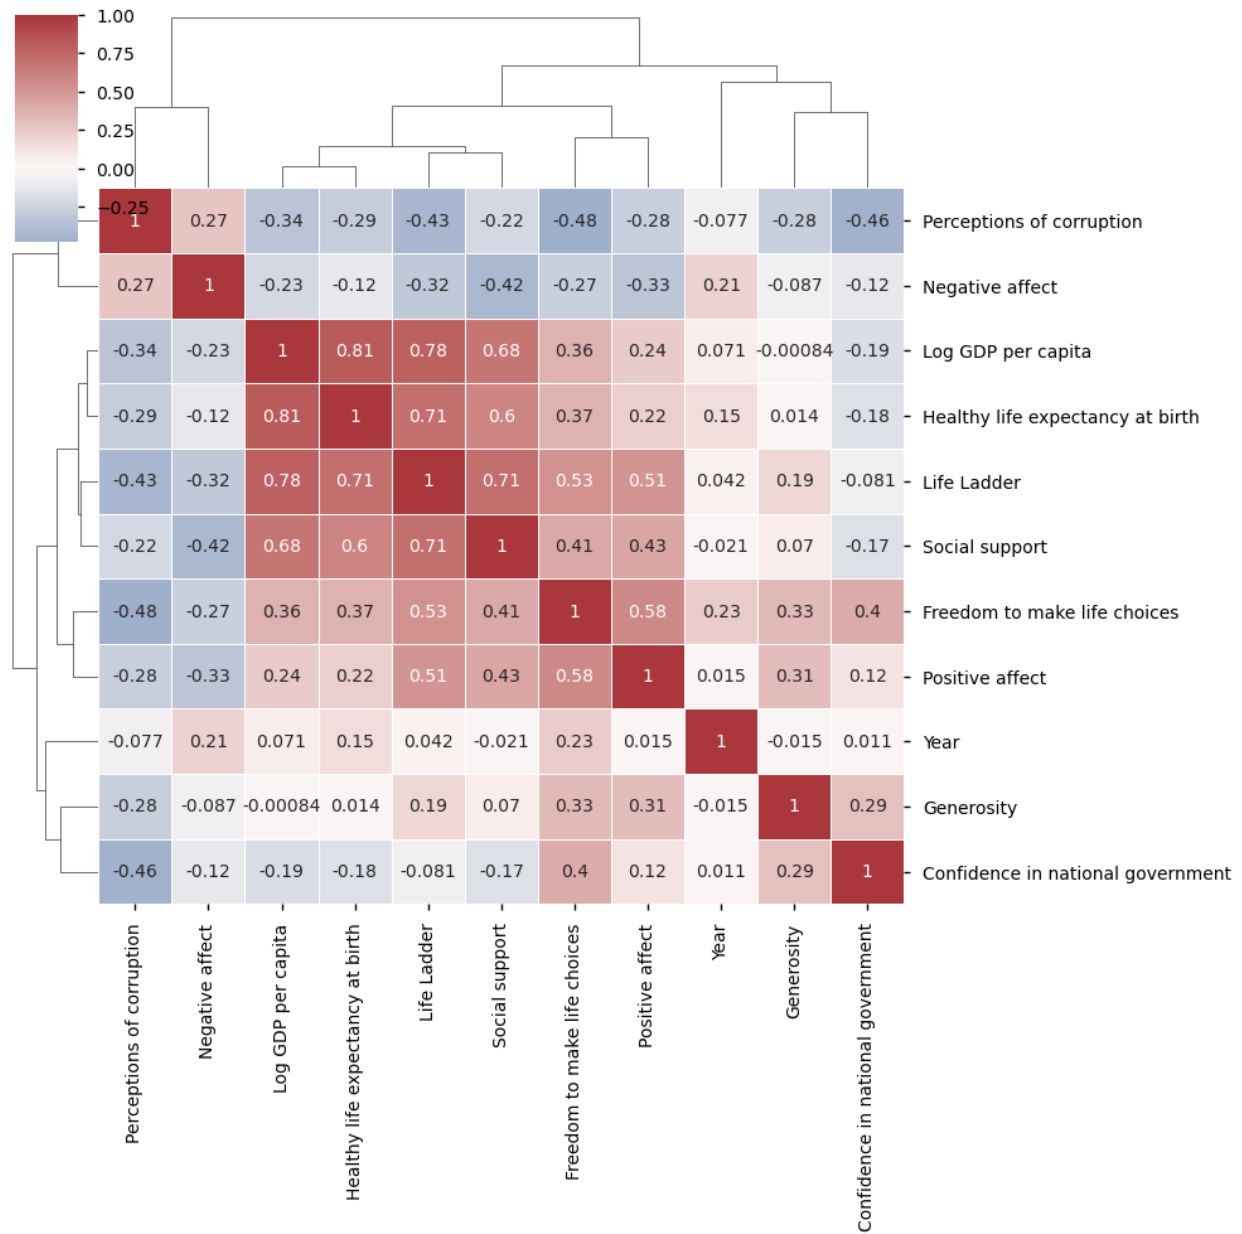 1.00
0.75
0.50
0.25
0.00
−0.25
1 0.27 -0.34 -0.29 -0.43 -0.22 -0.48 -0.28 -0.077 -0.28 -0.46 Perceptions of corruption
0.27 1 -0.23 -0.12 -0.32 -0.42 -0.27 -0.33 0.21 -0.087 -0.12 Negative affect
-0.34 -0.23 1 0.81 0.78 0.68 0.36 0.24 0.071 -0.00084 -0.19 Log GDP per capita
-0.29 -0.12 0.81 1 0.71 0.6 0.37 0.22 0.15 0.014 -0.18 Healthy life expectancy at birth
-0.43 -0.32 0.78 0.71 1 0.71 0.53 0.51 0.042 0.19 -0.081 Life Ladder
-0.22 -0.42 0.68 0.6 0.71 1 0.41 0.43 -0.021 0.07 -0.17 Social support
-0.48 -0.27 0.36 0.37 0.53 0.41 1 0.58 0.23 0.33 0.4 Freedom to make life choices
-0.28 -0.33 0.24 0.22 0.51 0.43 0.58 1 0.015 0.31 0.12 Positive affect
-0.077 0.21 0.071 0.15 0.042 -0.021 0.23 0.015 1 -0.015 0.011 Year
-0.28 -0.087 -0.00084 0.014 0.19 0.07 0.33 0.31 -0.015 1 0.29 Generosity
-0.46 -0.12 -0.19 -0.18 -0.081 -0.17 0.4 0.12 0.011 0.29 1 Confidence in national government
Perceptions of corruption
Negative affect
Log GDP per capita
Healthy life expectancy at birth
Life Ladder
Social support
Freedom to make life choices
Positive affect
Year
Generosity
Confidence in national government